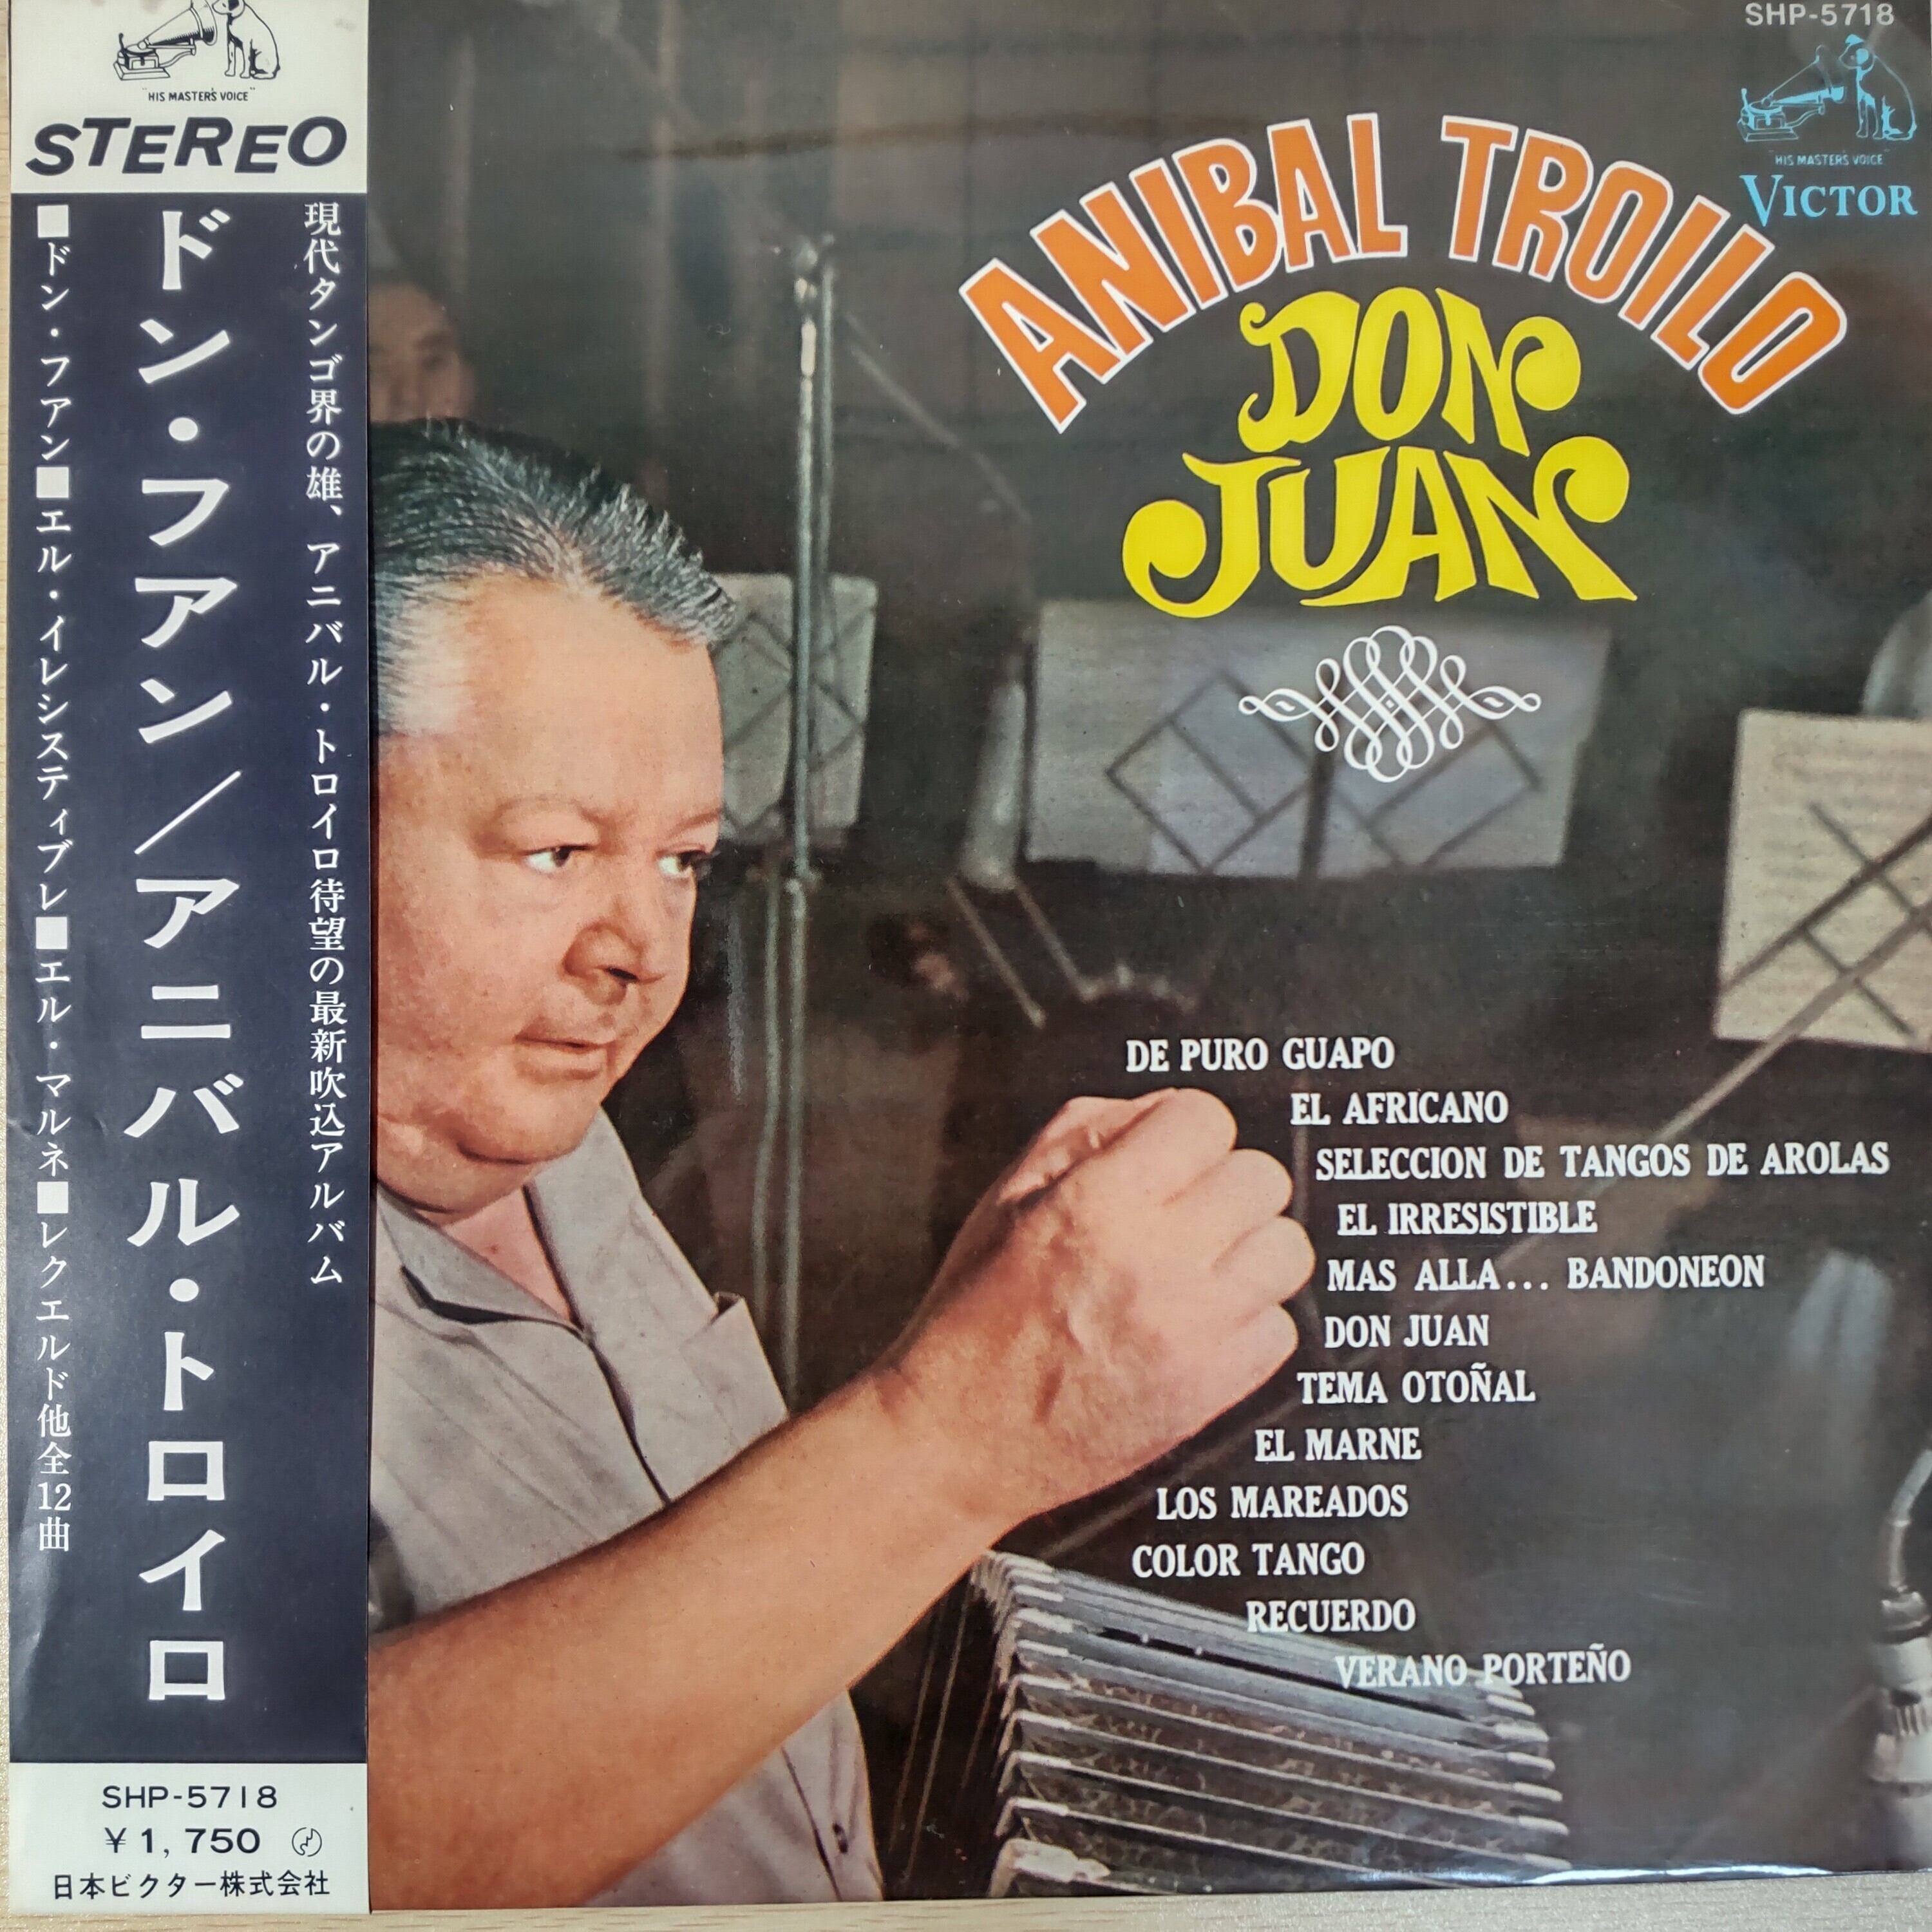 "HIS MASTER'S VOICE"
STEREO
現代タンゴ界の雄、アニバル・トロイロ待望の最新吹込アルバム
ドン・フアン／アニバル・トロイロ
■ドン・フアン■エル・イレシスティブレ■エル・マルネ■レクエルド他全12曲
SHP-5718
¥1,750
日本ビクター株式会社
SHP-5718
"HIS MASTER'S VOICE"
VICTOR
ANIBAL TROILO
DON
JUAN
DE PURO GUAPO
EL AFRICANO
SELECCION DE TANGOS DE AROLAS
EL IRRESISTIBLE
MAS ALLA... BANDONEON
DON JUAN
TEMA OTOÑAL
EL MARNE
LOS MAREADOS
COLOR TANGO
RECUERDO
VERANO PORTEÑO